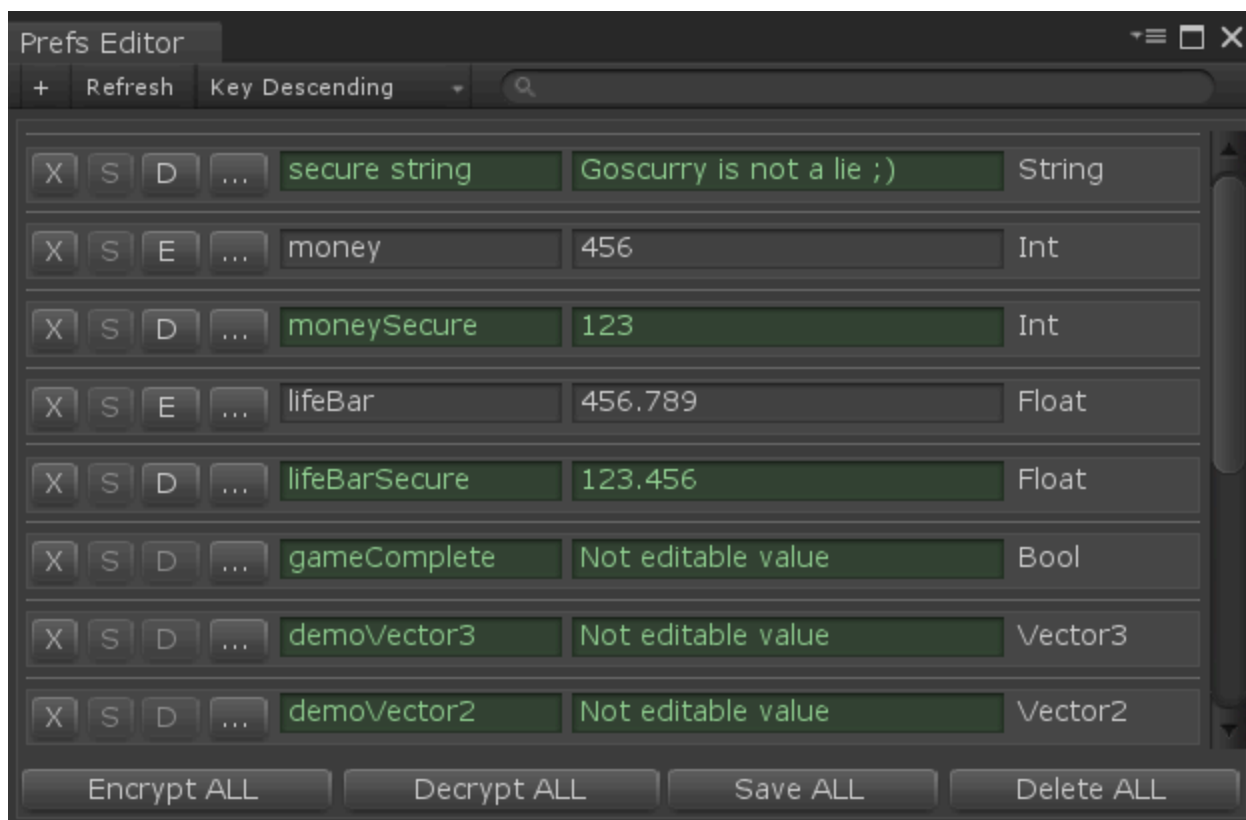 Prefs Editor
+ Refresh Key Descending
X S D ... secure string Goscurry is not a lie ;) String
X S E ... money 456 Int
X S D ... moneySecure 123 Int
X S E ... lifeBar 456.789 Float
X S D ... lifeBarSecure 123.456 Float
X S D ... gameComplete Not editable value Bool
X S D ... demoVector3 Not editable value Vector3
X S D ... demoVector2 Not editable value Vector2
Encrypt ALL Decrypt ALL Save ALL Delete ALL